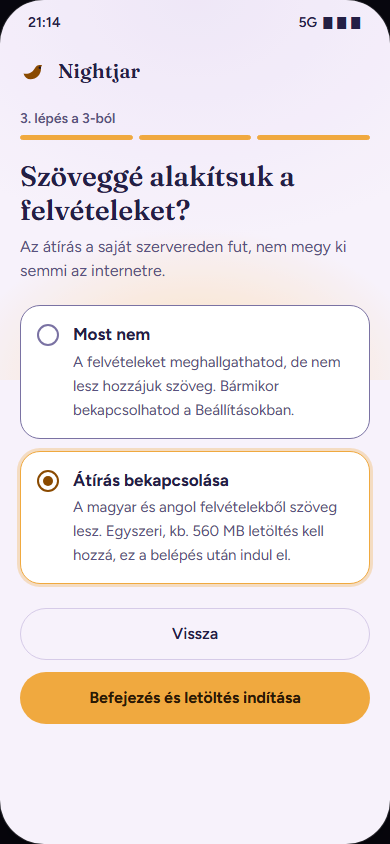 21:14
5G
Nightjar
3. lépés a 3-ból
Szöveggé alakítsuk a
felvételeket?
Az átírás a saját szervereden fut, nem megy ki
semmi az internetre.
Most nem
A felvételeket meghallgathatod, de nem
lesz hozzájuk szöveg. Bármikor
bekapcsolhatod a Beállításokban.
Átírás bekapcsolása
A magyar és angol felvételekből szöveg
lesz. Egyszeri, kb. 560 MB letöltés kell
hozzá, ez a belépés után indul el.
Vissza
Befejezés és letöltés indítása